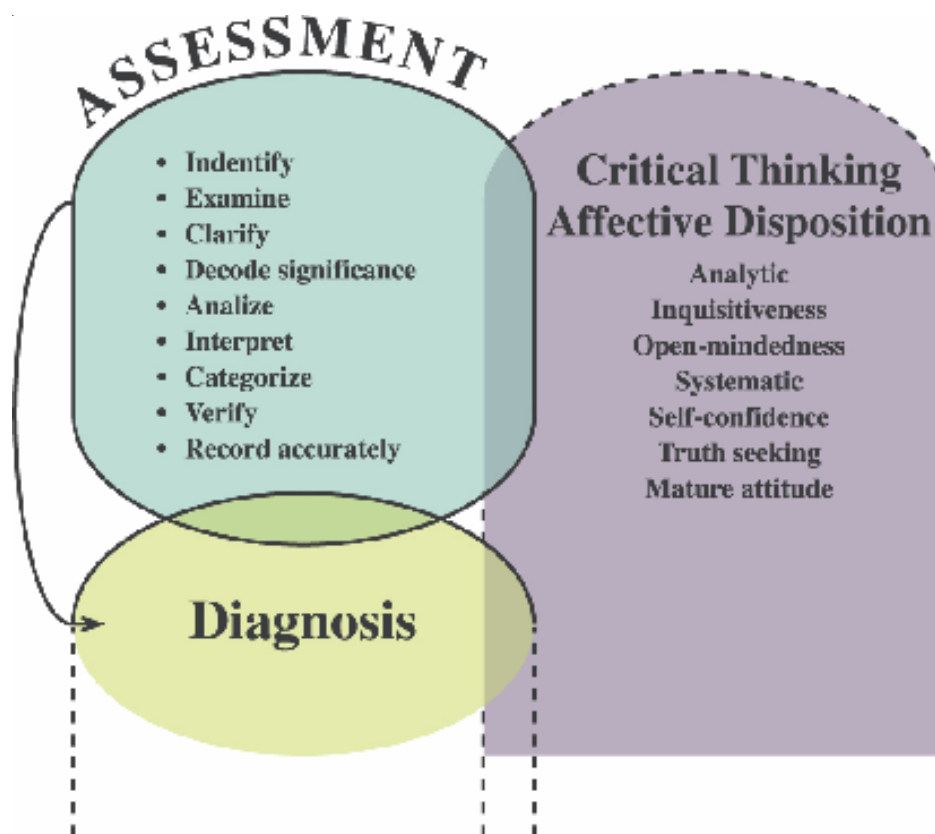 ASSESSMENT
• Indentify
• Examine
• Clarify
• Decode significance
• Analize
• Interpret
• Categorize
• Verify
• Record accurately
Critical Thinking
Affective Disposition
Analytic
Inquisitiveness
Open-mindedness
Systematic
Self-confidence
Truth seeking
Mature attitude
Diagnosis